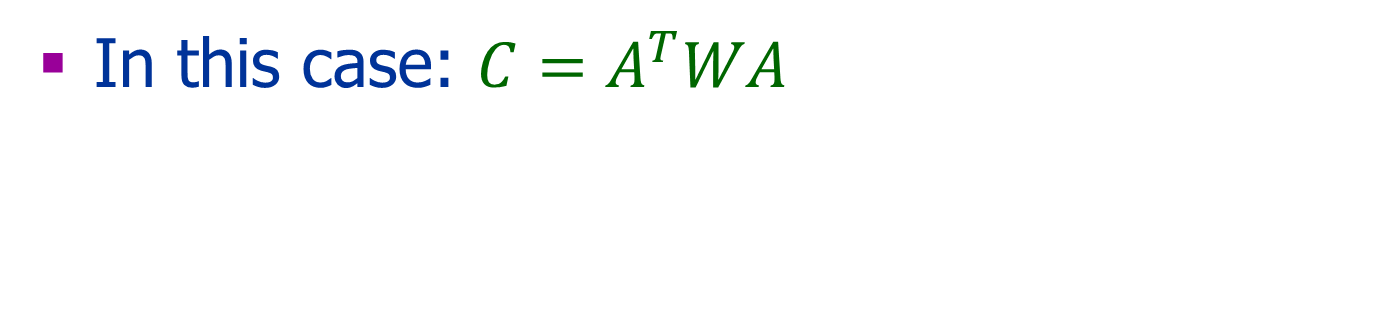 ▪ In this case: $C = A^T W A$